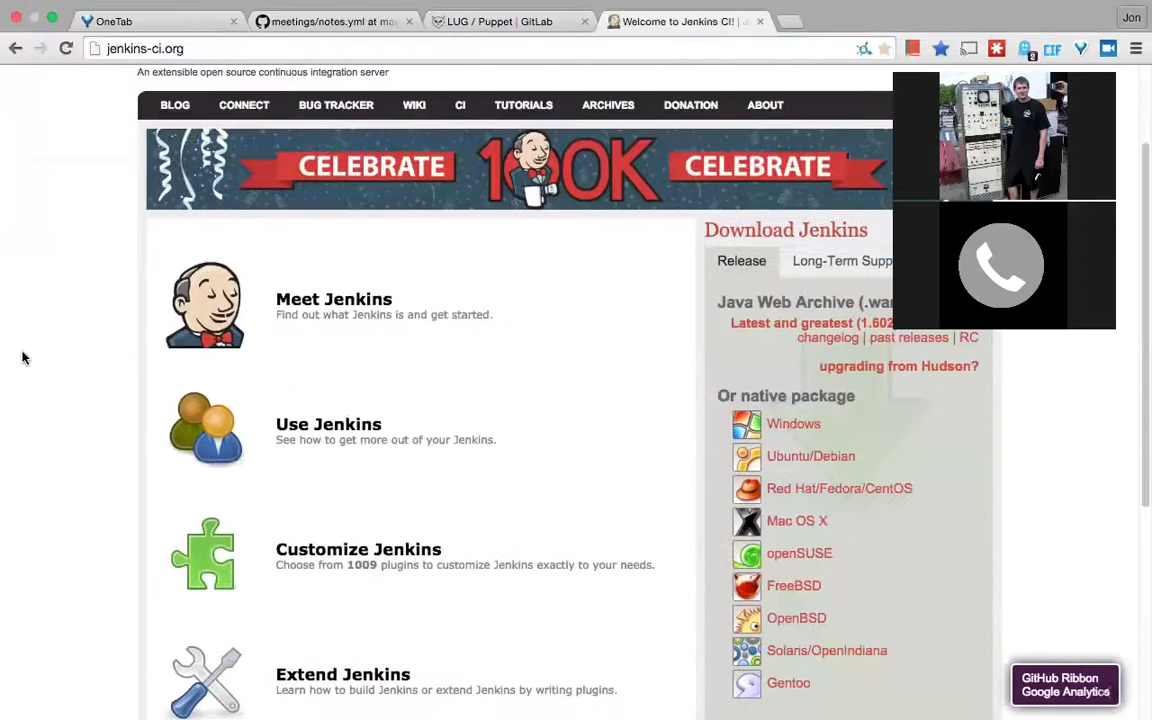 OneTab
meetings/notes.yml at ma
LUG / Puppet | GitLab
Welcome to Jenkins CI! |
Jon
jenkins-ci.org
CIF
2
An extensible open source continuous integration server
BLOG CONNECT BUG TRACKER WIKI CI TUTORIALS ARCHIVES DONATION ABOUT
CELEBRATE 100K CELEBRATE
Download Jenkins
Release Long-Term Supp
Java Web Archive (.wa
Latest and greatest (1.602
changelog | past releases | RC
upgrading from Hudson?
Or native package
Windows
Ubuntu/Debian
Red Hat/Fedora/CentOS
Mac OS X
openSUSE
FreeBSD
OpenBSD
Solaris/OpenIndiana
Gentoo
Meet Jenkins
Find out what Jenkins is and get started.
Use Jenkins
See how to get more out of your Jenkins.
Customize Jenkins
Choose from 1009 plugins to customize Jenkins exactly to your needs.
Extend Jenkins
Learn how to build Jenkins or extend Jenkins by writing plugins.
GitHub Ribbon
Google Analytics